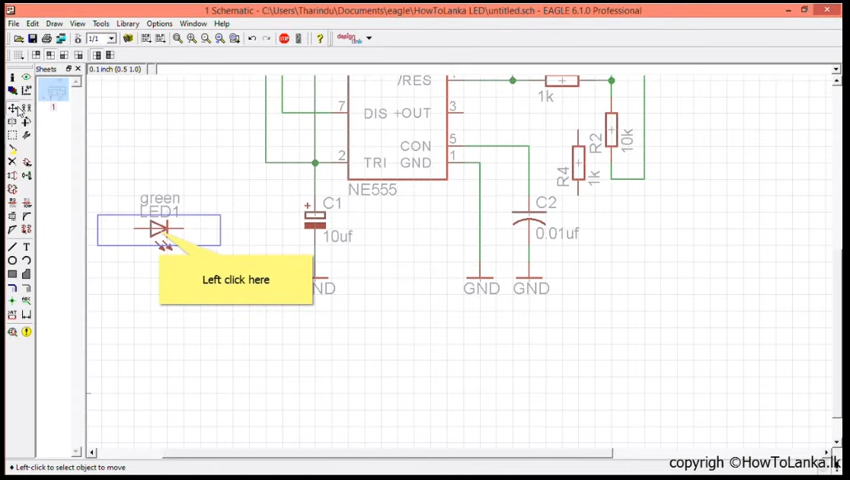 1 Schematic - C:\Users\Tharindu\Documents\eagle\HowToLanka LED\untitled.sch - EAGLE 6.1.0 Professional
File Edit Draw View Tools Library Options Window Help
1/1
design link
Sheets
0.1 inch (0.5 1.0)
1
/RES
1k
7 DIS +OUT 3
R2
10k
CON 5
2 TRI GND 1
R4
1k
NE555
green
LED1
+
C1
10uf
C2
0.01uf
Left click here
ND
GND
GND
Left-click to select object to move
copyrigh ©HowToLanka.lk